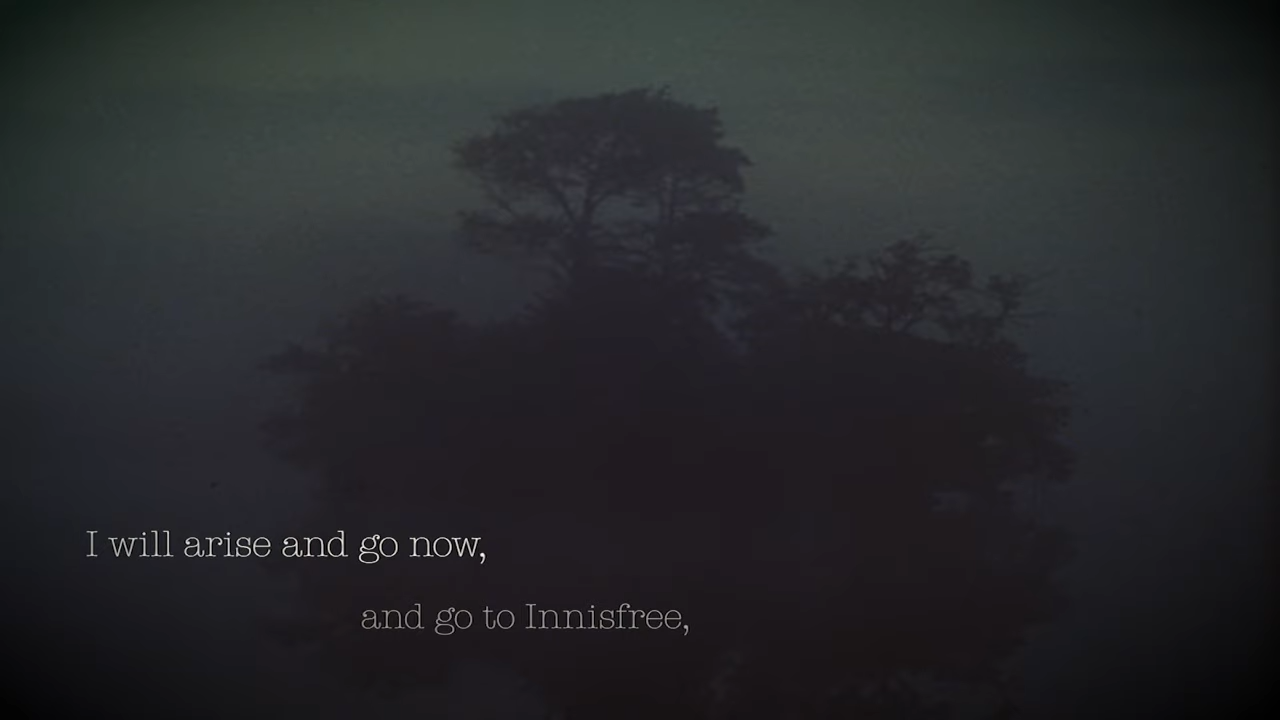 I will arise and go now,
and go to Innisfree,